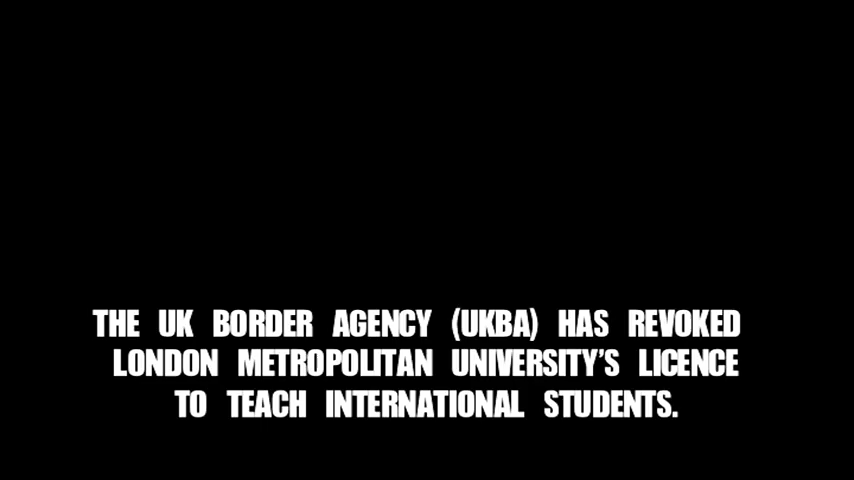 THE UK BORDER AGENCY (UKBA) HAS REVOKED
LONDON METROPOLITAN UNIVERSITY’S LICENCE
TO TEACH INTERNATIONAL STUDENTS.